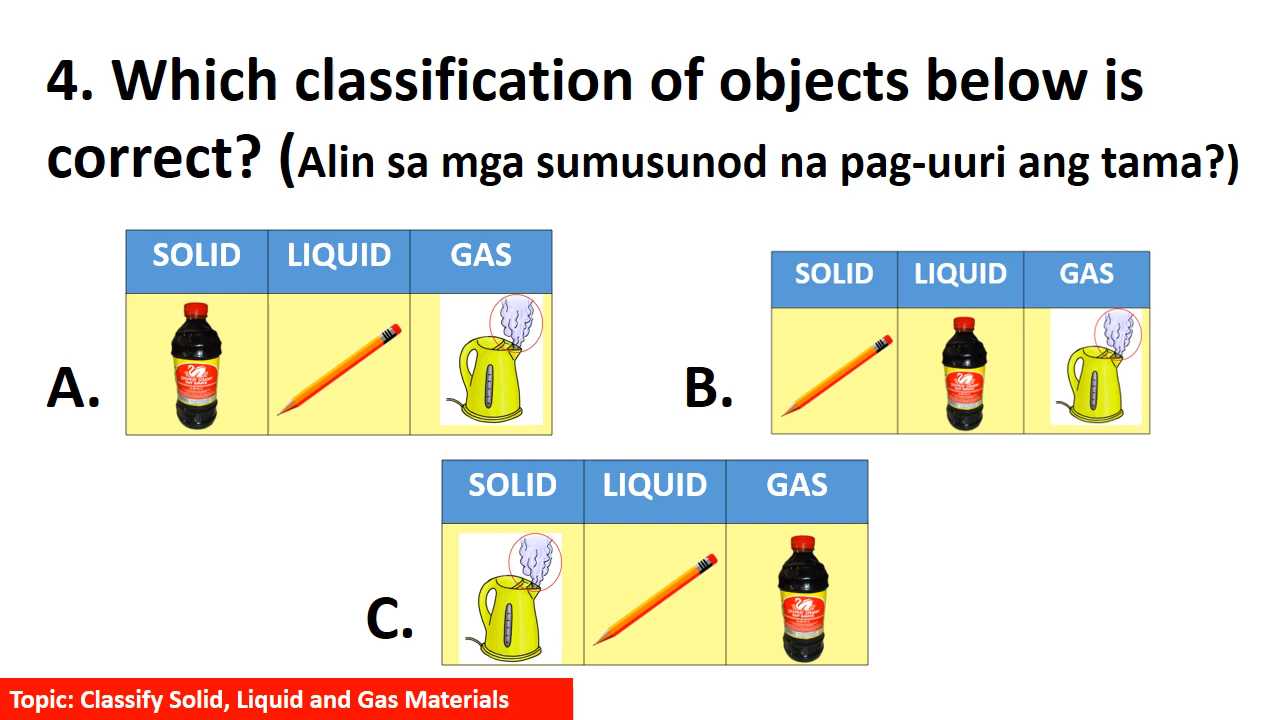 4. Which classification of objects below is
correct? (Alin sa mga sumusunod na pag-uuri ang tama?)
SOLID LIQUID GAS
A.
SOLID LIQUID GAS
B.
SOLID LIQUID GAS
C.
Topic: Classify Solid, Liquid and Gas Materials